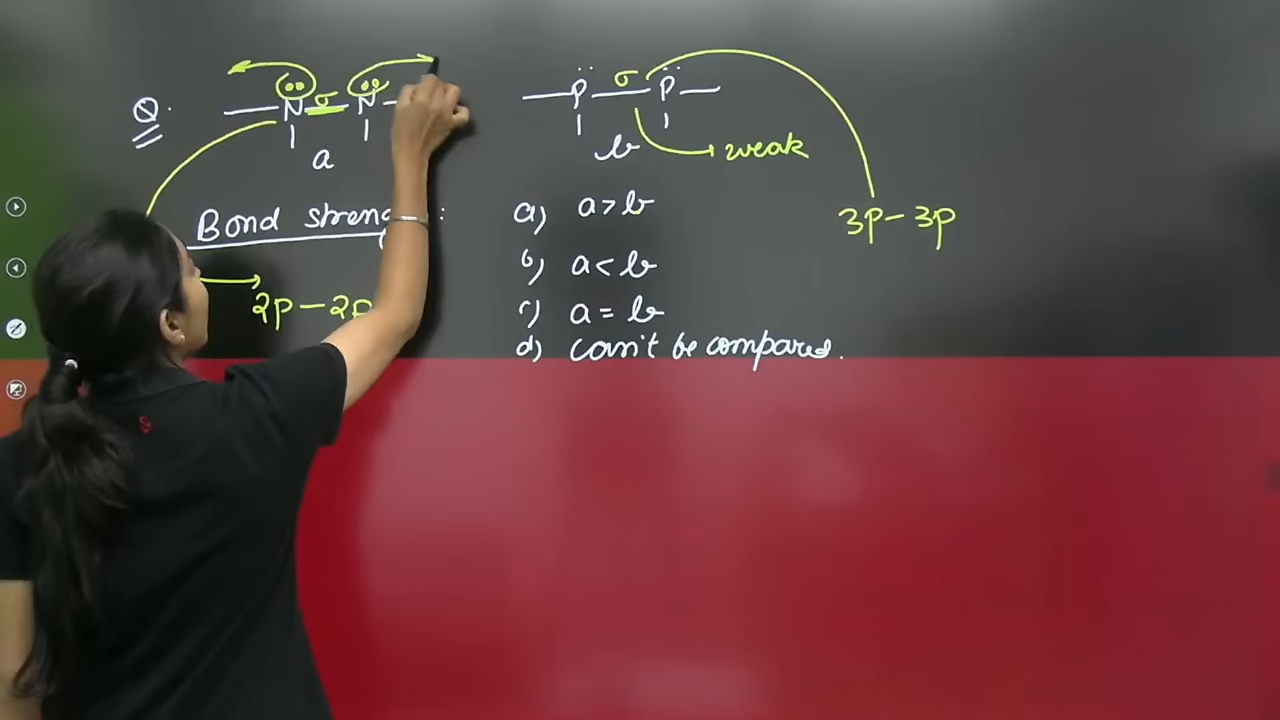 Q.
—N̈ σ N̈—
a
—P̈ σ P̈—
b
weak
3p – 3p
Bond streng :
2p – 2p
a) a > b
b) a < b
c) a = b
d) can't be compared.